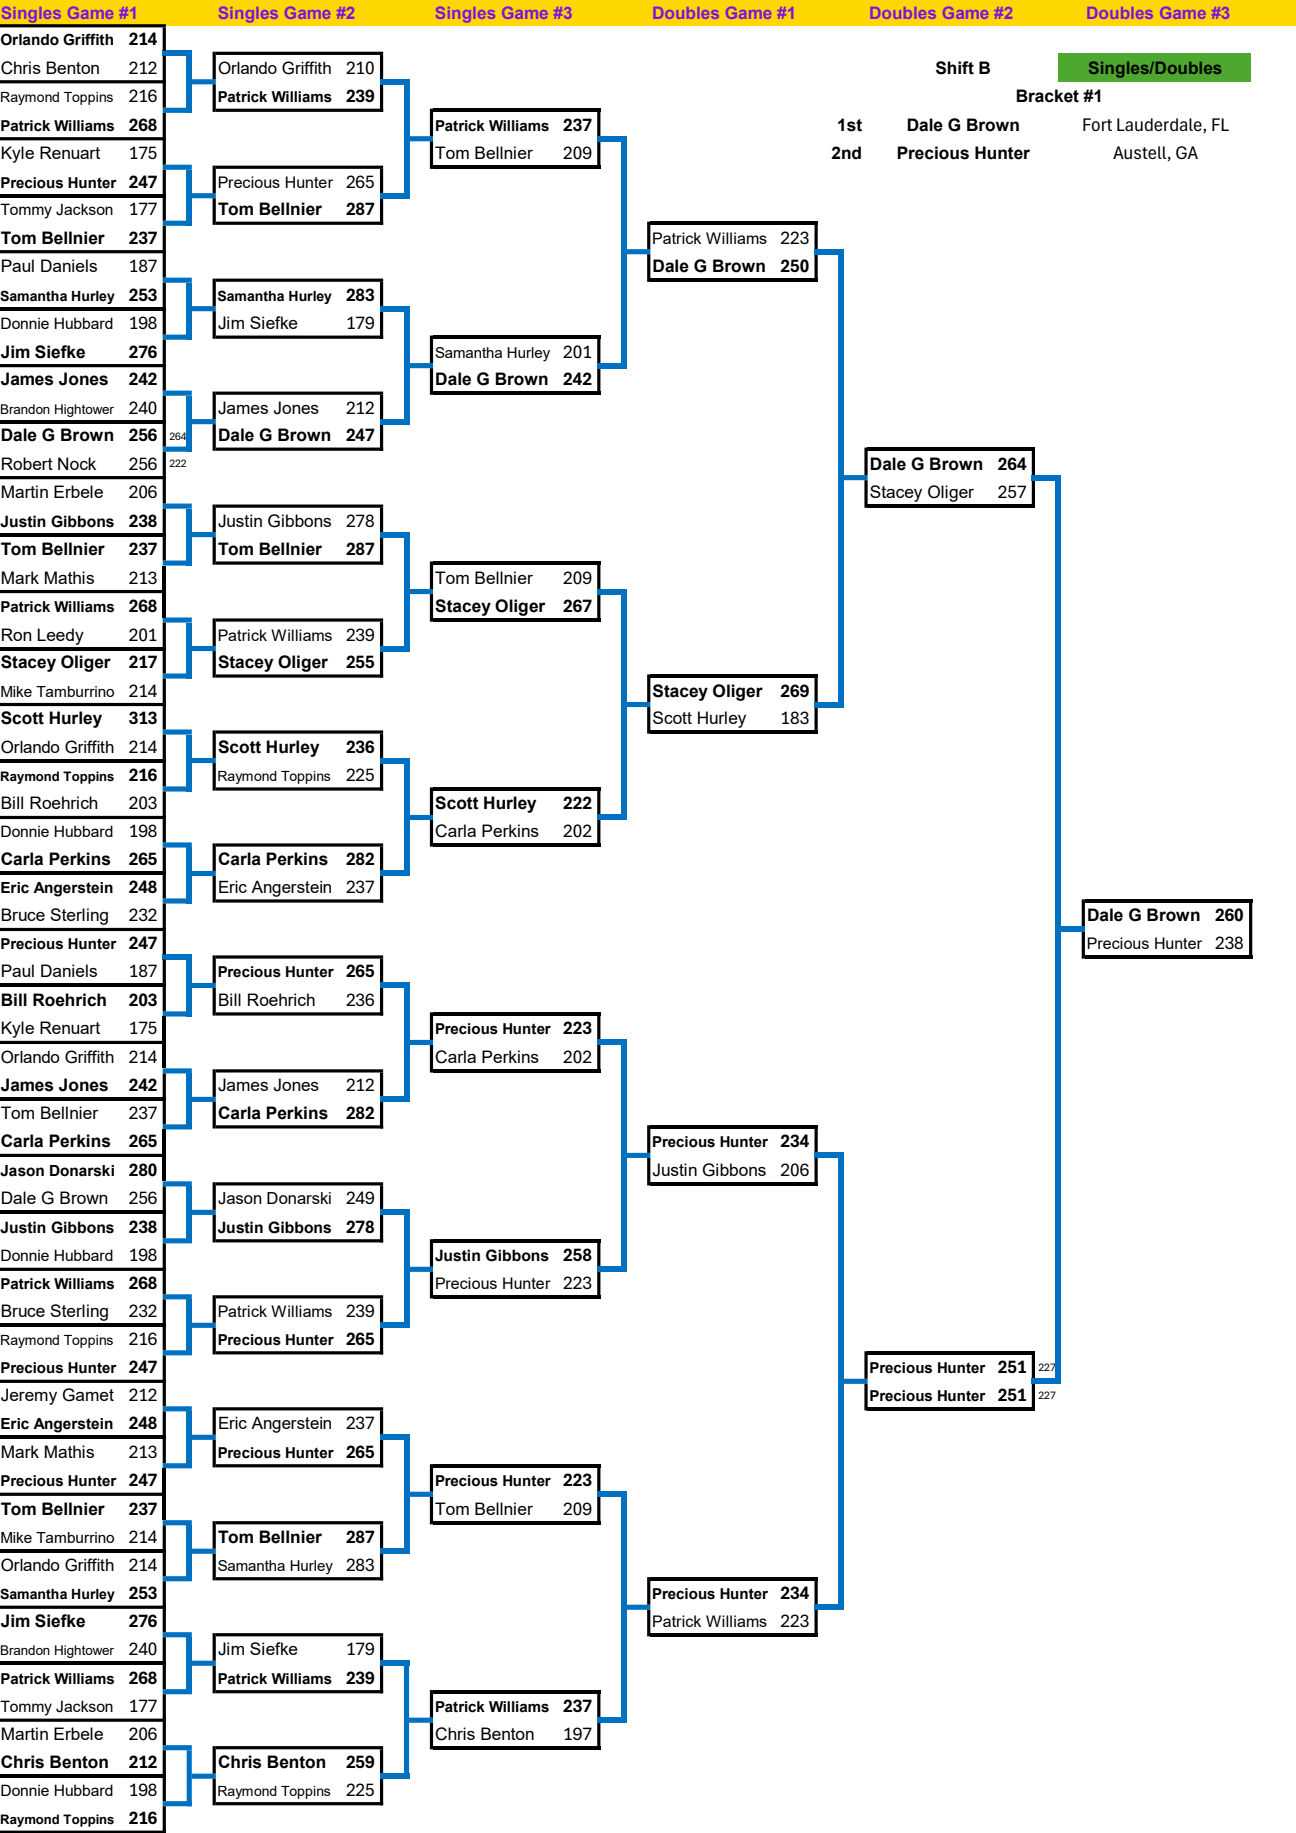 Singles Game #1 Singles Game #2 Singles Game #3 Doubles Game #1 Doubles Game #2 Doubles Game #3
Orlando Griffith 214
Chris Benton 212 Orlando Griffith 210 Shift B Singles/Doubles
Raymond Toppins 216 Patrick Williams 239 Bracket #1
Patrick Williams 268 Patrick Williams 237 1st Dale G Brown Fort Lauderdale, FL
Kyle Renuart 175 Tom Bellnier 209 2nd Precious Hunter Austell, GA
Precious Hunter 247 Precious Hunter 265
Tommy Jackson 177 Tom Bellnier 287
Tom Bellnier 237 Patrick Williams 223
Paul Daniels 187 Dale G Brown 250
Samantha Hurley 253 Samantha Hurley 283
Donnie Hubbard 198 Jim Siefke 179
Jim Siefke 276 Samantha Hurley 201
James Jones 242 Dale G Brown 242
Brandon Hightower 240 James Jones 212
Dale G Brown 256 264 Dale G Brown 247
Robert Nock 256 222 Dale G Brown 264
Martin Erbele 206 Stacey Oliger 257
Justin Gibbons 238 Justin Gibbons 278
Tom Bellnier 237 Tom Bellnier 287
Mark Mathis 213 Tom Bellnier 209
Patrick Williams 268 Stacey Oliger 267
Ron Leedy 201 Patrick Williams 239
Stacey Oliger 217 Stacey Oliger 255
Mike Tamburrino 214 Stacey Oliger 269
Scott Hurley 313 Scott Hurley 183
Orlando Griffith 214 Scott Hurley 236
Raymond Toppins 216 Raymond Toppins 225
Bill Roehrich 203 Scott Hurley 222
Donnie Hubbard 198 Carla Perkins 202
Carla Perkins 265 Carla Perkins 282
Eric Angerstein 248 Eric Angerstein 237
Bruce Sterling 232 Dale G Brown 260
Precious Hunter 247 Precious Hunter 238
Paul Daniels 187 Precious Hunter 265
Bill Roehrich 203 Bill Roehrich 236
Kyle Renuart 175 Precious Hunter 223
Orlando Griffith 214 Carla Perkins 202
James Jones 242 James Jones 212
Tom Bellnier 237 Carla Perkins 282
Carla Perkins 265 Precious Hunter 234
Jason Donarski 280 Justin Gibbons 206
Dale G Brown 256 Jason Donarski 249
Justin Gibbons 238 Justin Gibbons 278
Donnie Hubbard 198 Justin Gibbons 258
Patrick Williams 268 Precious Hunter 223
Bruce Sterling 232 Patrick Williams 239
Raymond Toppins 216 Precious Hunter 265
Precious Hunter 247 Precious Hunter 251 227
Jeremy Gamet 212 Precious Hunter 251 227
Eric Angerstein 248 Eric Angerstein 237
Mark Mathis 213 Precious Hunter 265
Precious Hunter 247 Precious Hunter 223
Tom Bellnier 237 Tom Bellnier 209
Mike Tamburrino 214 Tom Bellnier 287
Orlando Griffith 214 Samantha Hurley 283
Samantha Hurley 253 Precious Hunter 234
Jim Siefke 276 Patrick Williams 223
Brandon Hightower 240 Jim Siefke 179
Patrick Williams 268 Patrick Williams 239
Tommy Jackson 177 Patrick Williams 237
Martin Erbele 206 Chris Benton 197
Chris Benton 212 Chris Benton 259
Donnie Hubbard 198 Raymond Toppins 225
Raymond Toppins 216